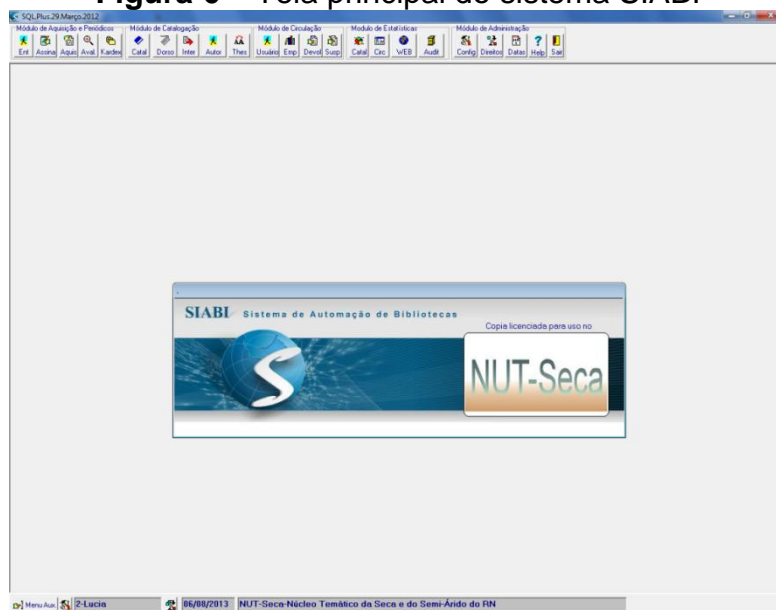 Figura 6 – Tela principal do sistema SIABI
SQL.Plus.29.Março.2012
Módulo de Aquisição e Periódicos Módulo de Catalogação Módulo de Circulação Modulo de Estatísticas Módulo de Administração
Ent Assina Aquis Aval Kardex Catal Dorso Inter Autor Thes Usuário Emp Devol Susp Catal Circ WEB Audit Config Direitos Datas Help Sair
SIABI Sistema de Automação de Bibliotecas
Copia licenciada para uso no
NUT-Seca
Menu Aux 2-Lucia 06/08/2013 NUT-Seca-Núcleo Temático da Seca e do Semi-Árido do RN